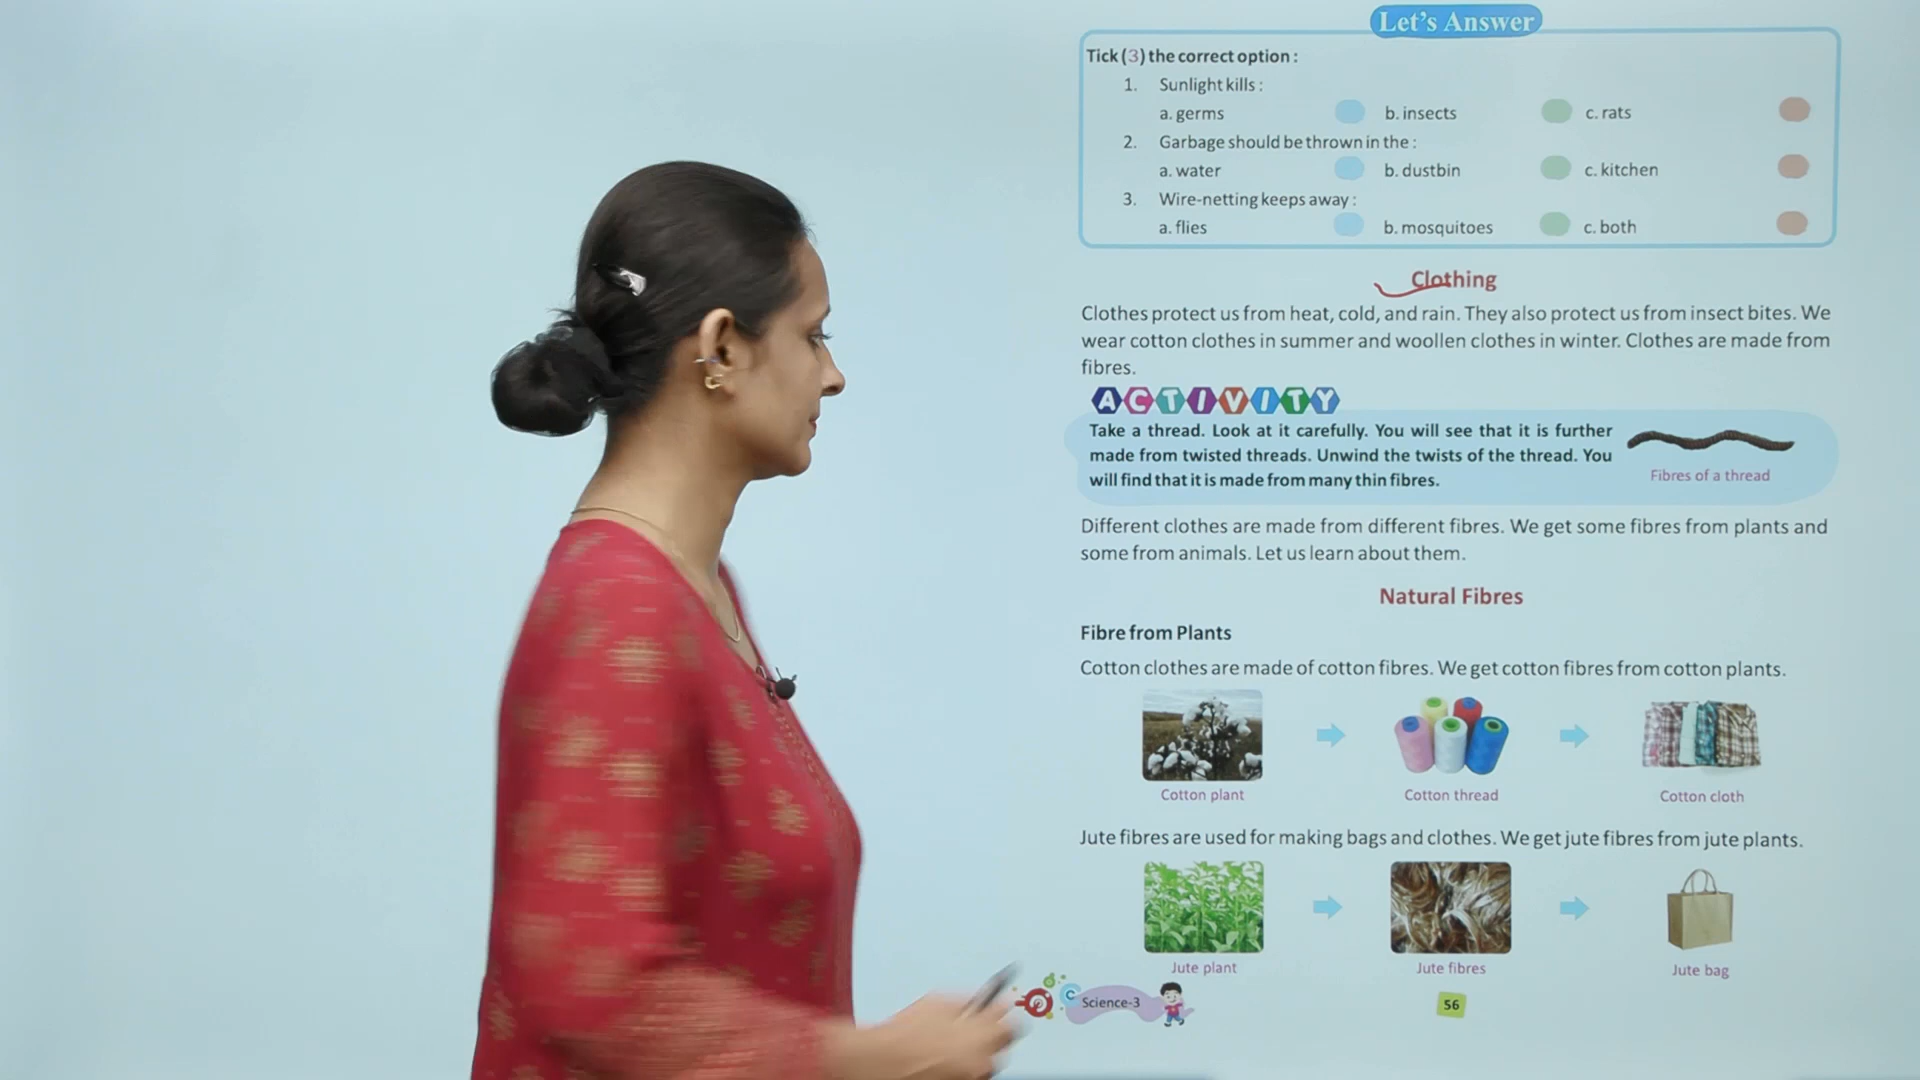 Let's Answer
Tick (3) the correct option :
1. Sunlight kills :
a. germs b. insects c. rats
2. Garbage should be thrown in the :
a. water b. dustbin c. kitchen
3. Wire-netting keeps away :
a. flies b. mosquitoes c. both
Clothing
Clothes protect us from heat, cold, and rain. They also protect us from insect bites. We
wear cotton clothes in summer and woollen clothes in winter. Clothes are made from
fibres.
ACTIVITY
Take a thread. Look at it carefully. You will see that it is further
made from twisted threads. Unwind the twists of the thread. You
will find that it is made from many thin fibres.
Fibres of a thread
Different clothes are made from different fibres. We get some fibres from plants and
some from animals. Let us learn about them.
Natural Fibres
Fibre from Plants
Cotton clothes are made of cotton fibres. We get cotton fibres from cotton plants.
Cotton plant Cotton thread Cotton cloth
Jute fibres are used for making bags and clothes. We get jute fibres from jute plants.
Jute plant Jute fibres Jute bag
Science-3 56